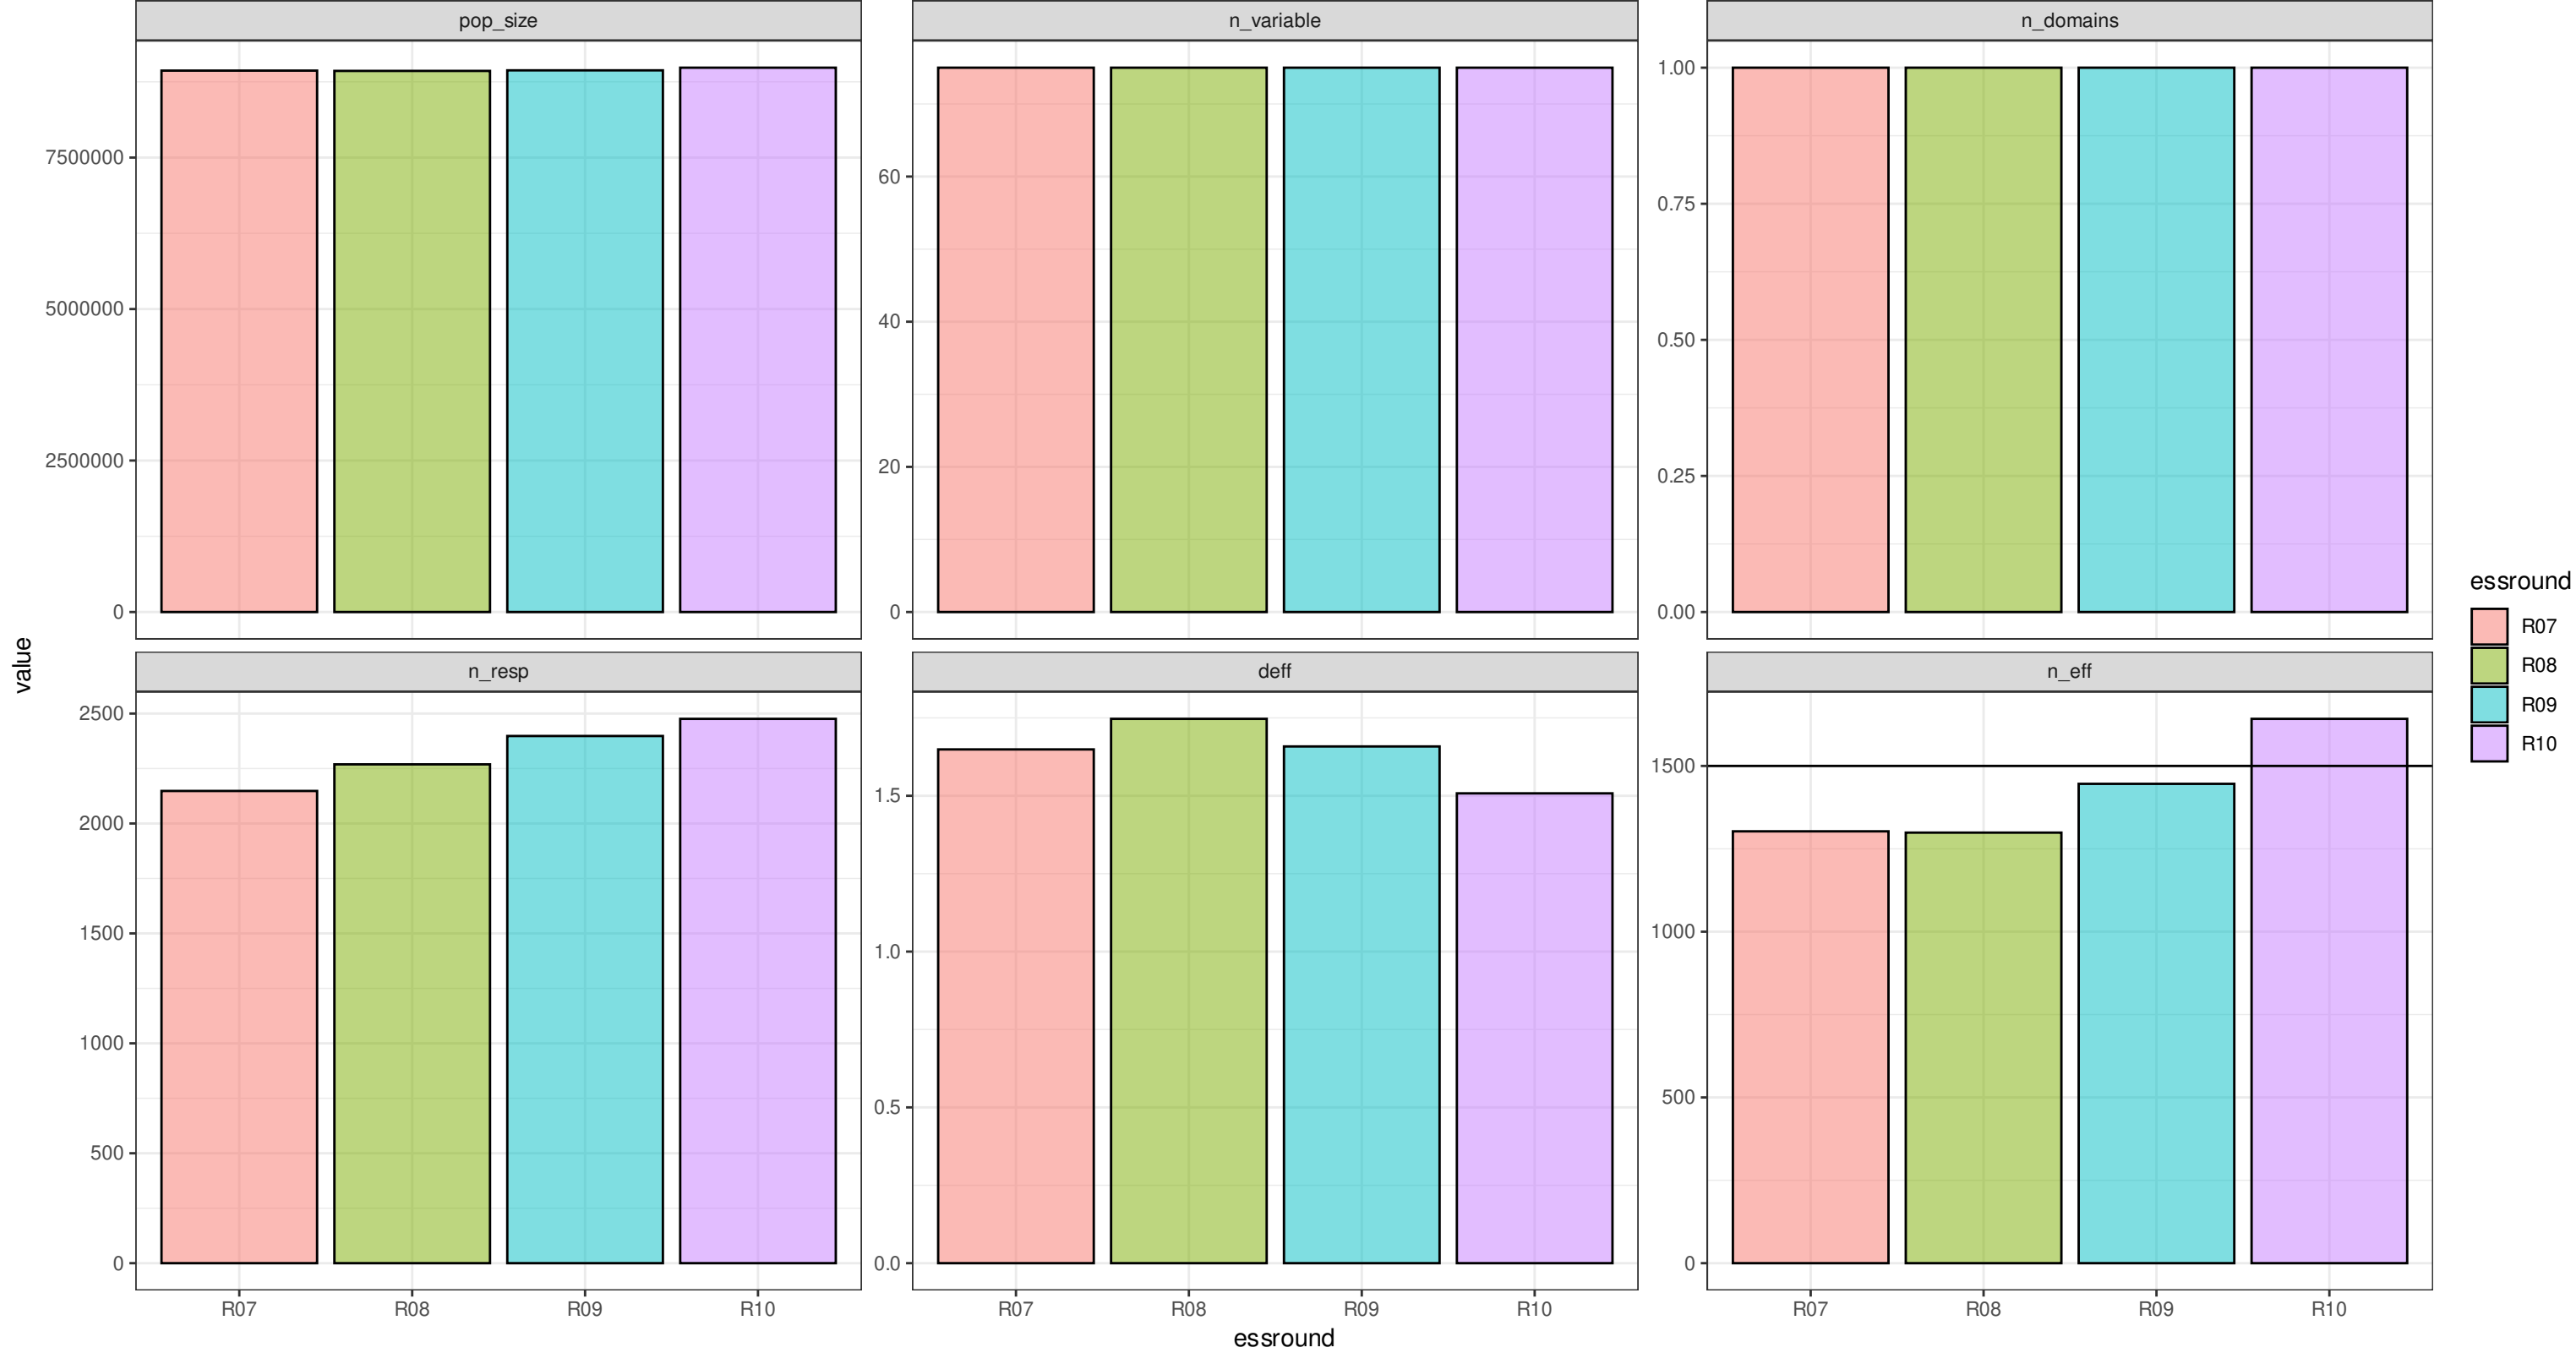 pop_size
n_variable
n_domains
7500000
5000000
2500000
0
60
40
20
0
1.00
0.75
0.50
0.25
0.00
value
n_resp
deff
n_eff
2500
2000
1500
1000
500
0
1.5
1.0
0.5
0.0
1500
1000
500
0
R07 R08 R09 R10
R07 R08 R09 R10
R07 R08 R09 R10
essround
essround
R07
R08
R09
R10